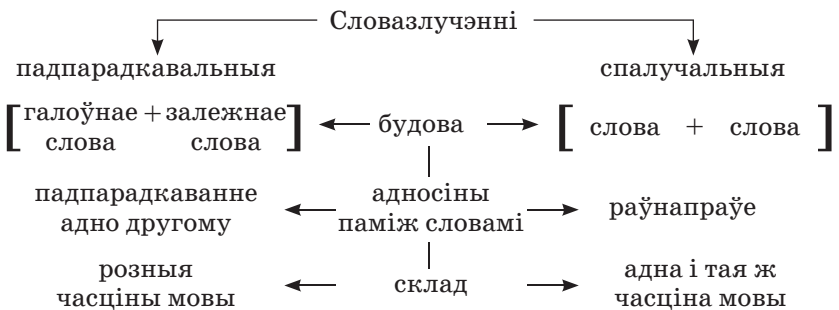 Словазлучэнні
падпарадкавальныя спалучальныя
[галоўнае + залежнае] будова [ слова + слова ]
слова слова
падпарадкаванне адносіны раўнапраўе
адно другому паміж словамі
розныя склад адна і тая ж
часціны мовы часціна мовы